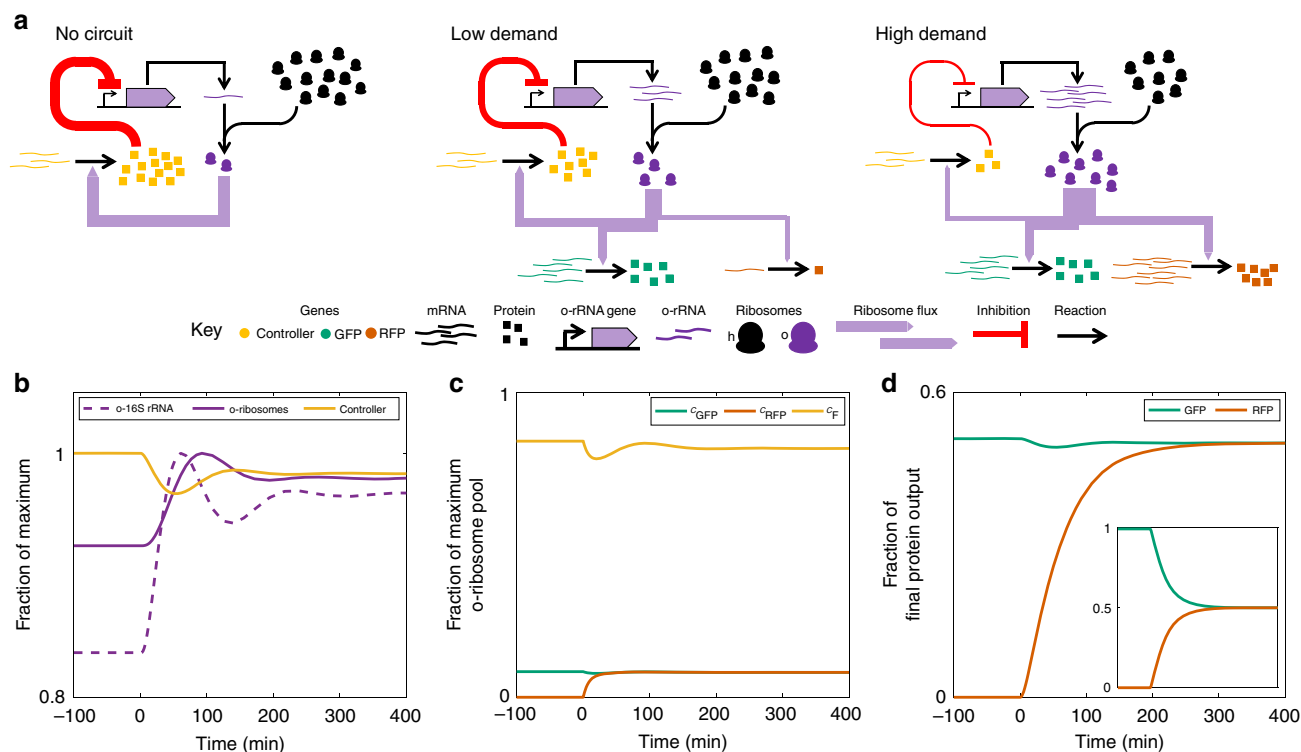 a
No circuit
Low demand
High demand
Key
Genes
Controller GFP RFP
mRNA
Protein
o-rRNA gene
o-rRNA
Ribosomes
h
o
Ribosome flux
Inhibition
Reaction
b
o-16S rRNA
o-ribosomes
Controller
Fraction of maximum
1
0.8
−100 0 100 200 300 400
Time (min)
c
cGFP
cRFP
cF
Fraction of maximum
o-ribosome pool
1
0
−100 0 100 200 300 400
Time (min)
d
GFP
RFP
Fraction of
final protein output
0.6
0
1
0.5
0
−100 0 100 200 300 400
Time (min)